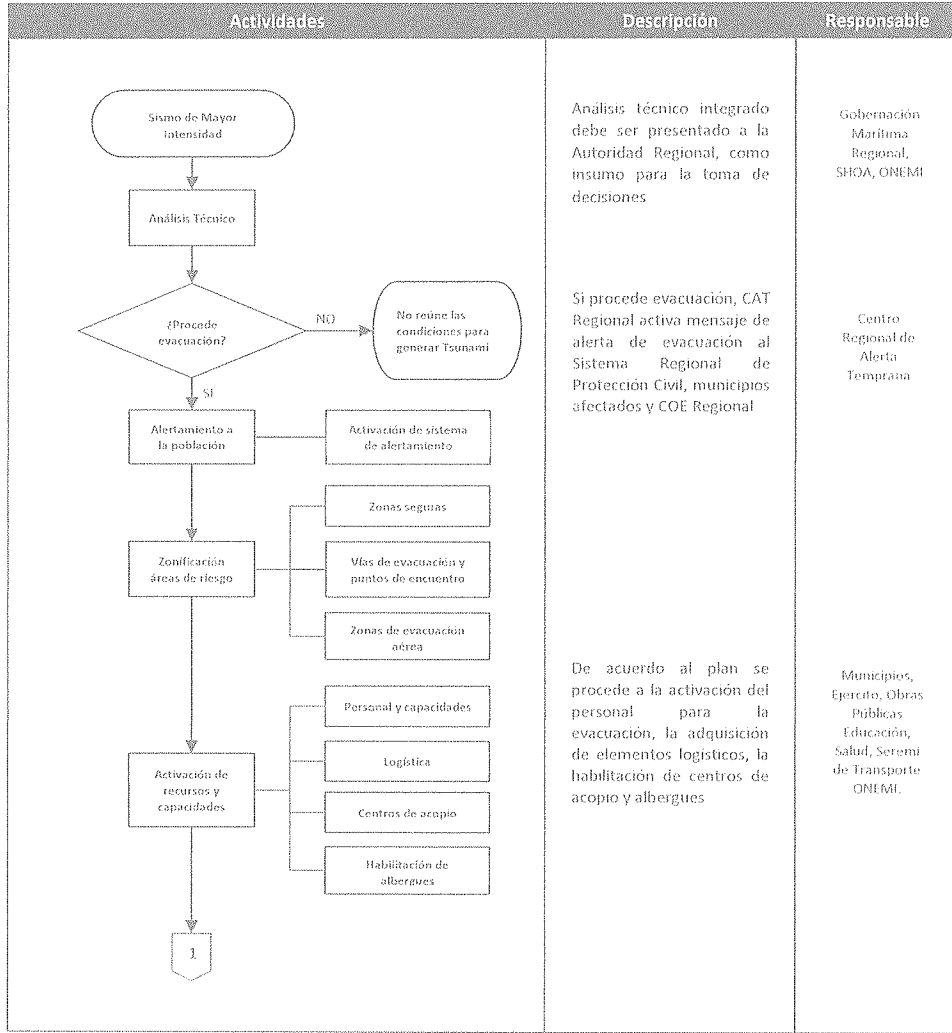 Actividades
Descripción
Responsable
Sismo de Mayor
Intensidad
Análisis Técnico
¿Procede
evacuación?
NO
No reúne las
condiciones para
generar Tsunami
SI
Alertamiento a
la población
Activación de sistema
de alertamiento
Zonificación
áreas de riesgo
Zonas seguras
Vías de evacuación y
puntos de encuentro
Zonas de evacuación
aérea
Activación de
recursos y
capacidades
Personal y capacidades
Logística
Centros de acopio
Habilitación de
albergues
1
Análisis técnico integrado
debe ser presentado a la
Autoridad Regional, como
insumo para la toma de
decisiones
Si procede evacuación, CAT
Regional activa mensaje de
alerta de evacuación al
Sistema Regional de
Protección Civil, municipios
afectados y COE Regional
De acuerdo al plan se
procede a la activación del
personal para la
evacuación, la adquisición
de elementos logísticos, la
habilitación de centros de
acopio y albergues
Gobernación
Marítima
Regional,
SHOA, ONEMI
Centro
Regional de
Alerta
Temprana
Municipios,
Ejercito, Obras
Públicas
Educación,
Salud, Seremi
de Transporte
ONEMI.